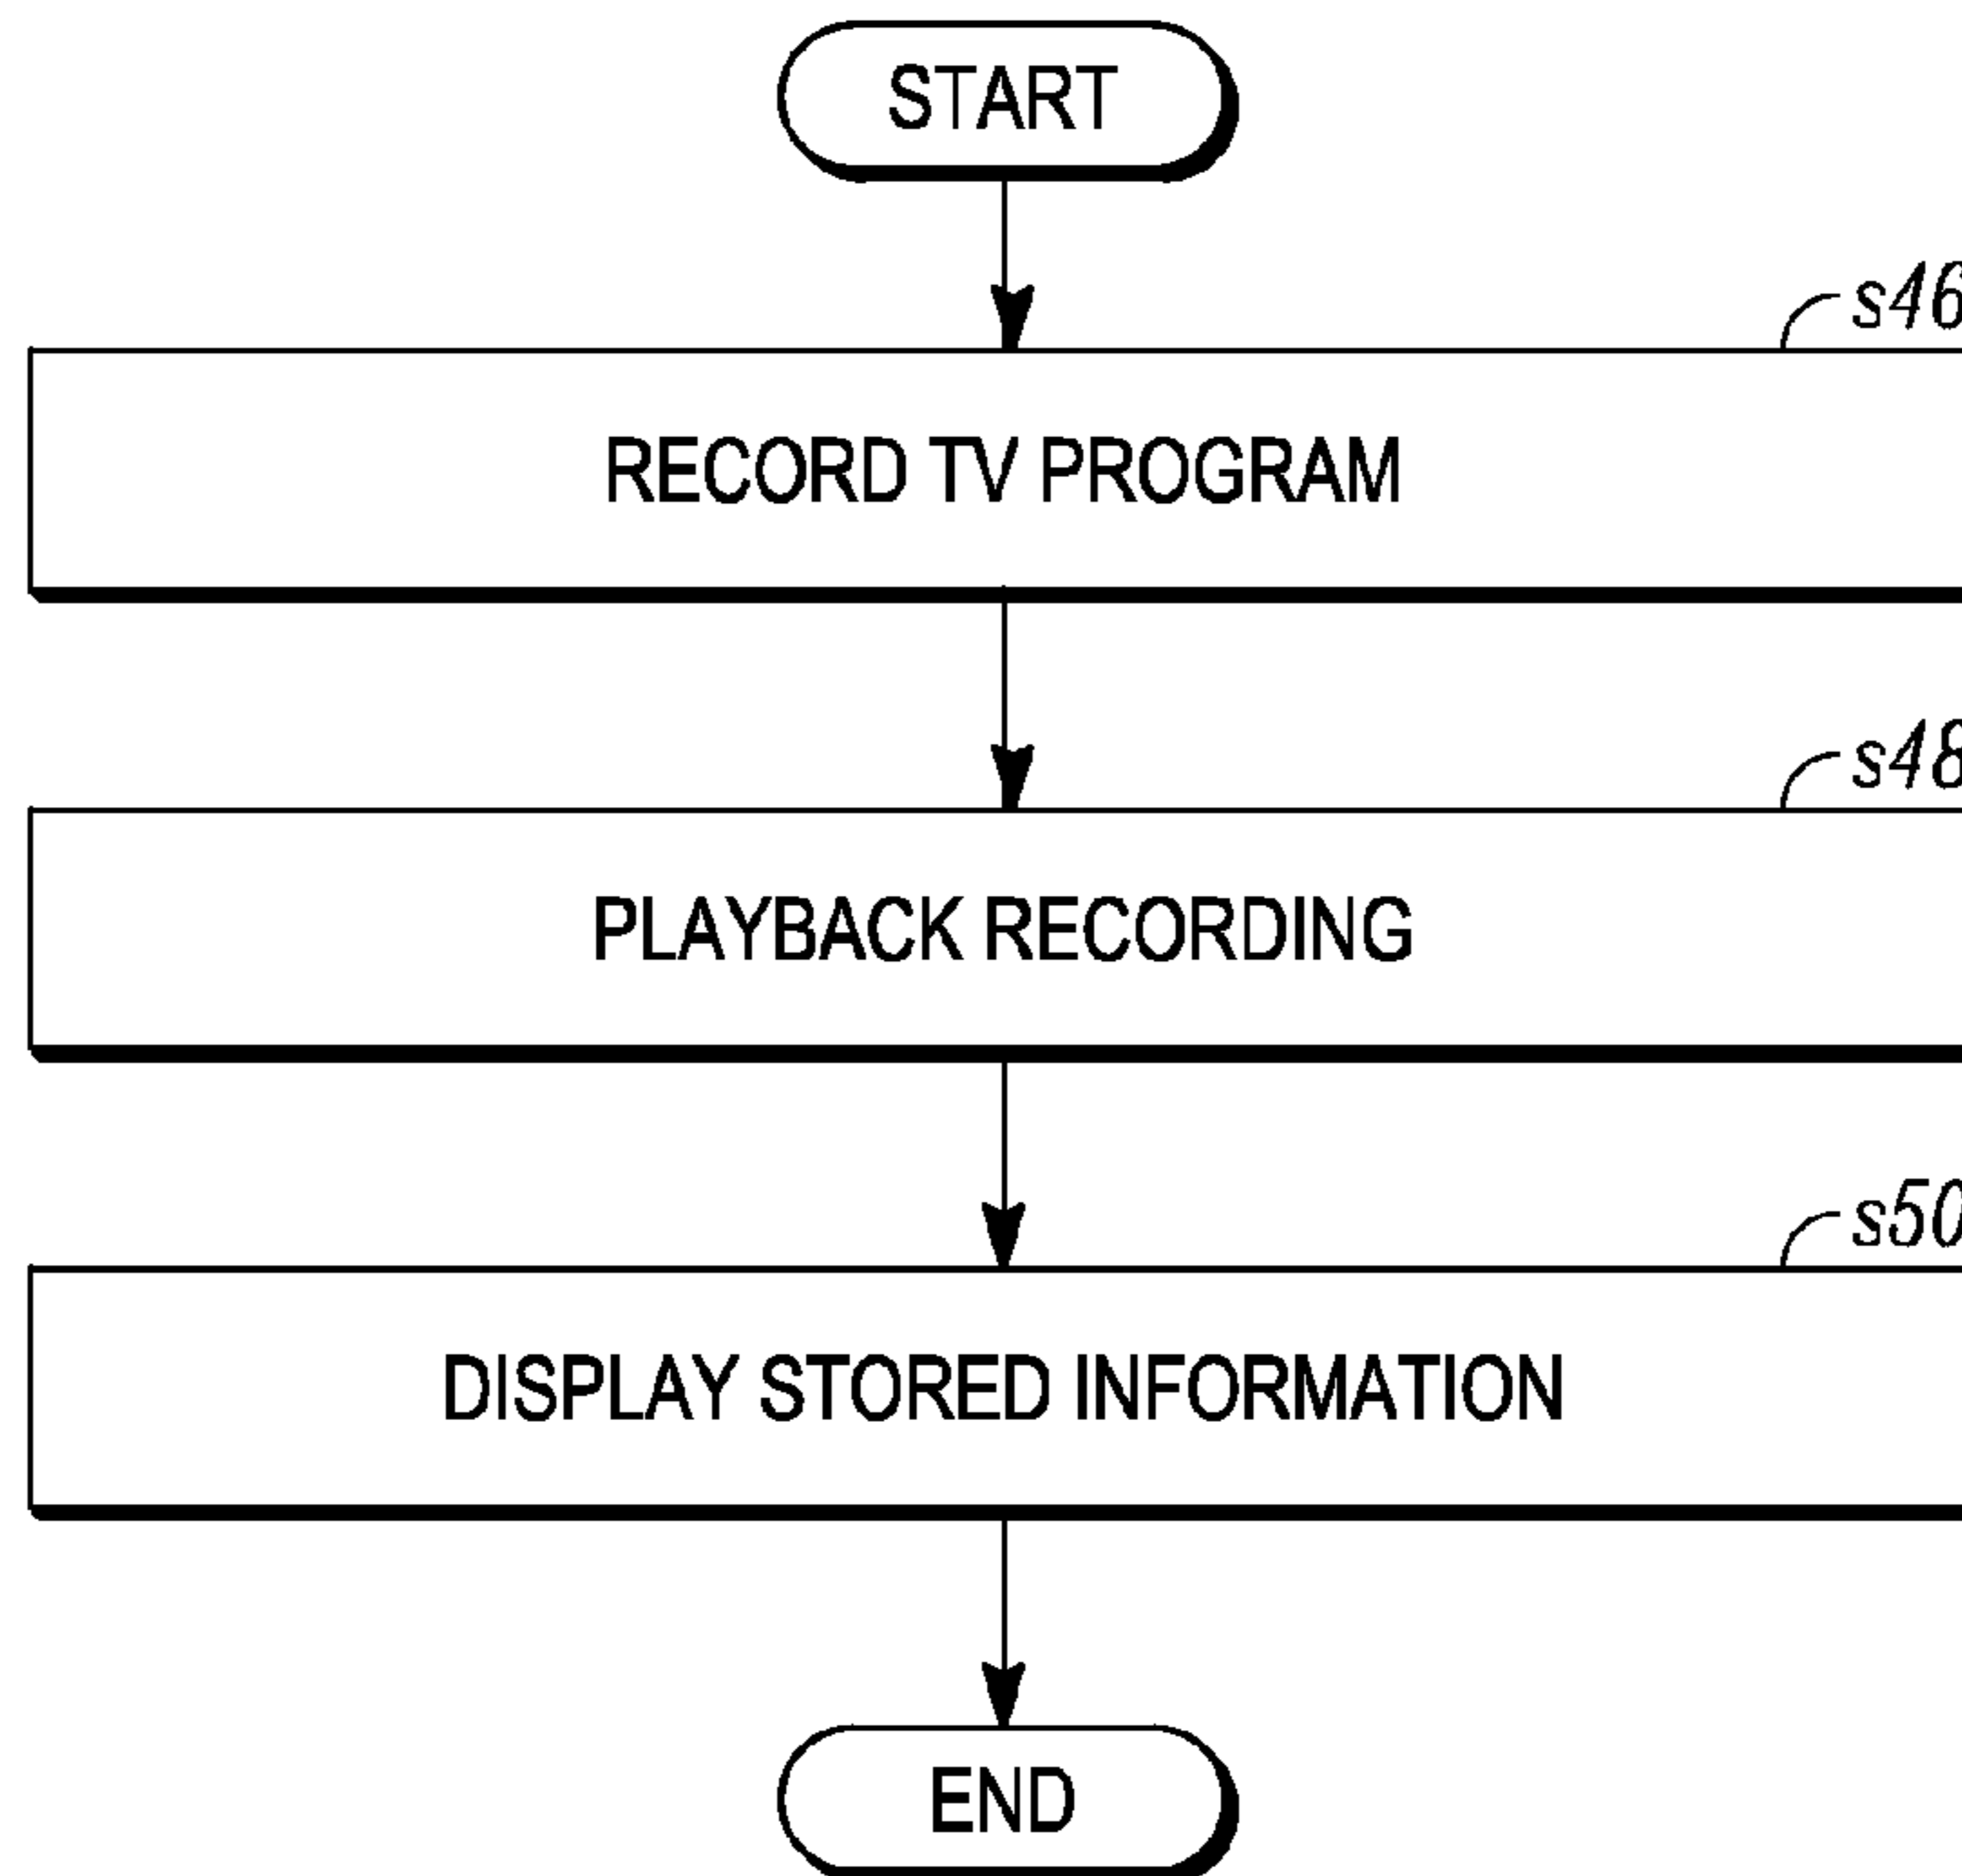 START
s46
RECORD TV PROGRAM
s48
PLAYBACK RECORDING
s50
DISPLAY STORED INFORMATION
END